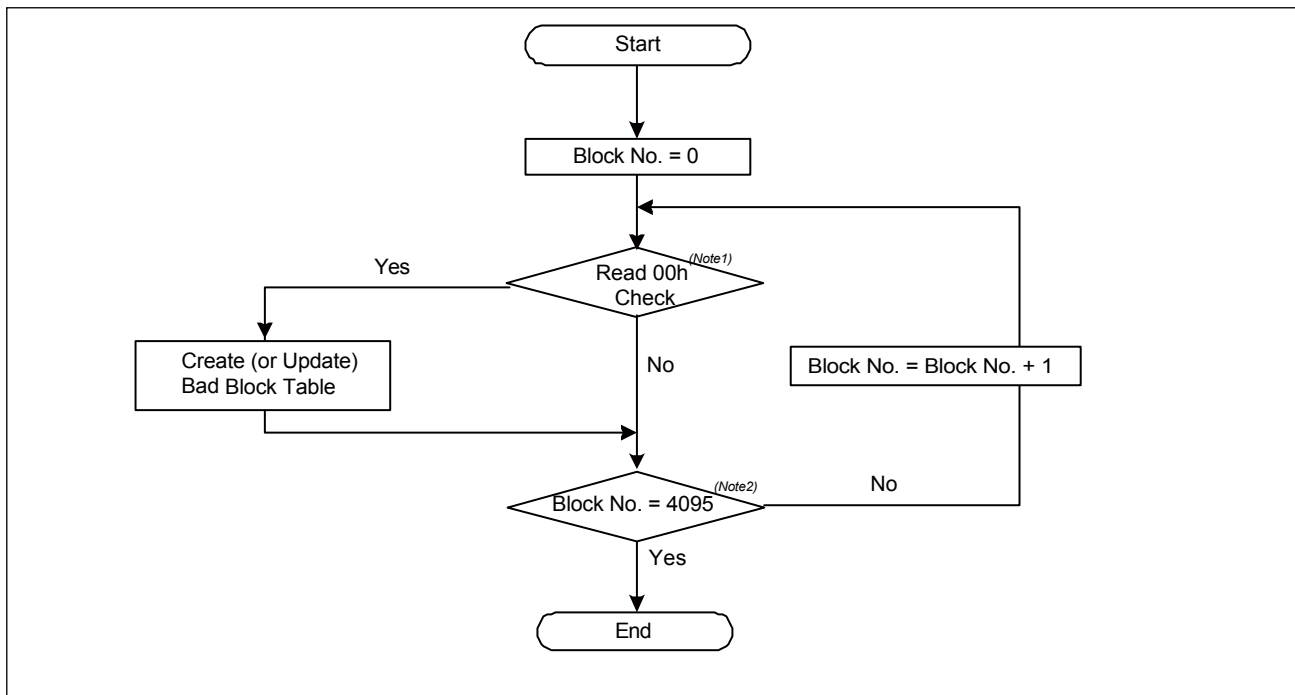 Start
Block No. = 0
(Note1)
Yes
Read 00h
Check
Create (or Update)
Bad Block Table
No
Block No. = Block No. + 1
(Note2)
Block No. = 4095
No
Yes
End